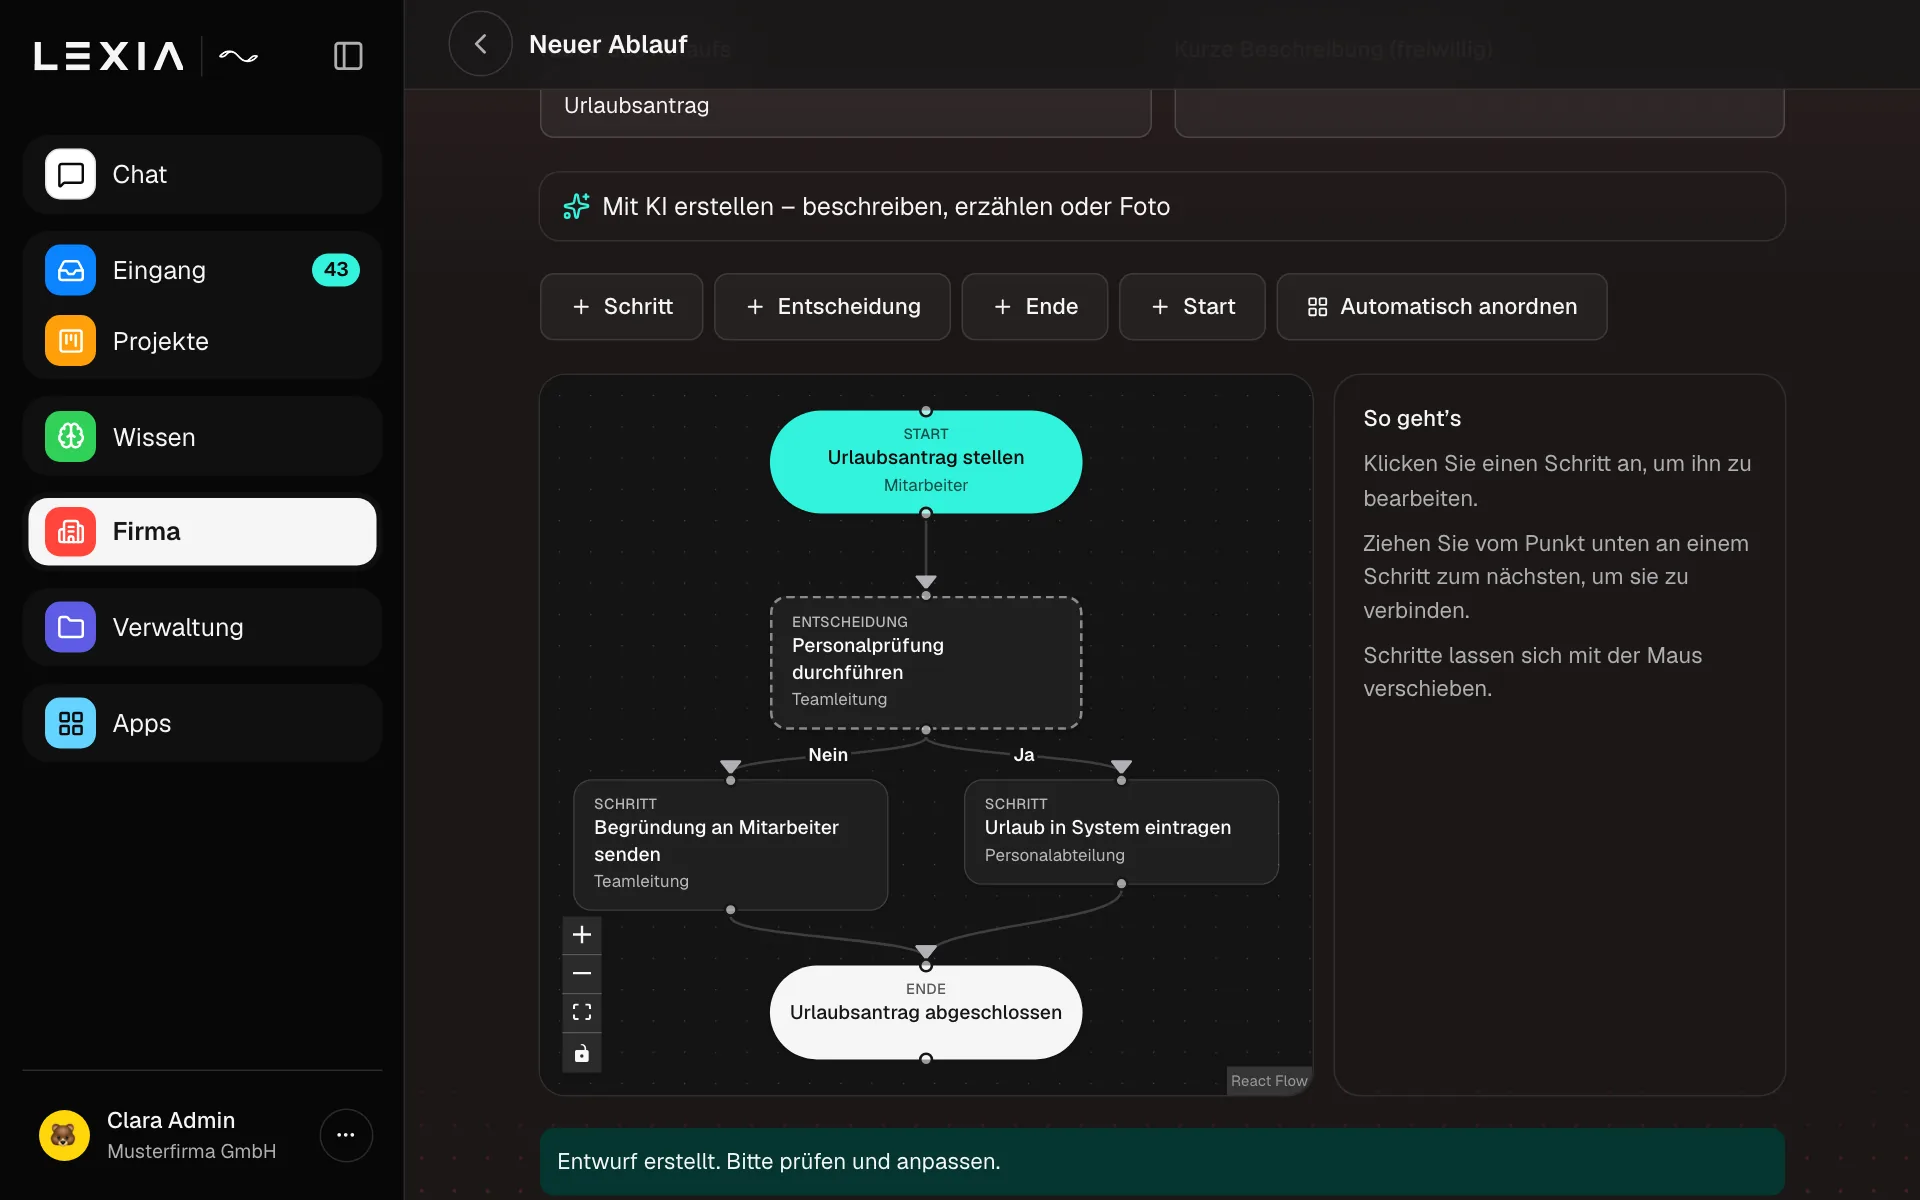 LEXIA
Chat
Eingang
43
Projekte
Wissen
Firma
Verwaltung
Apps
Clara Admin
Musterfirma GmbH
Neuer Ablauf
Kurze Beschreibung (freiwillig)
Urlaubsantrag
Mit KI erstellen – beschreiben, erzählen oder Foto
Schritt
Entscheidung
Ende
Start
Automatisch anordnen
START
Urlaubsantrag stellen
Mitarbeiter
ENTSCHEIDUNG
Personalprüfung
durchführen
Teamleitung
Nein
Ja
SCHRITT
Begründung an Mitarbeiter
senden
Teamleitung
SCHRITT
Urlaub in System eintragen
Personalabteilung
ENDE
Urlaubsantrag abgeschlossen
React Flow
So geht’s
Klicken Sie einen Schritt an, um ihn zu
bearbeiten.
Ziehen Sie vom Punkt unten an einem
Schritt zum nächsten, um sie zu
verbinden.
Schritte lassen sich mit der Maus
verschieben.
Entwurf erstellt. Bitte prüfen und anpassen.